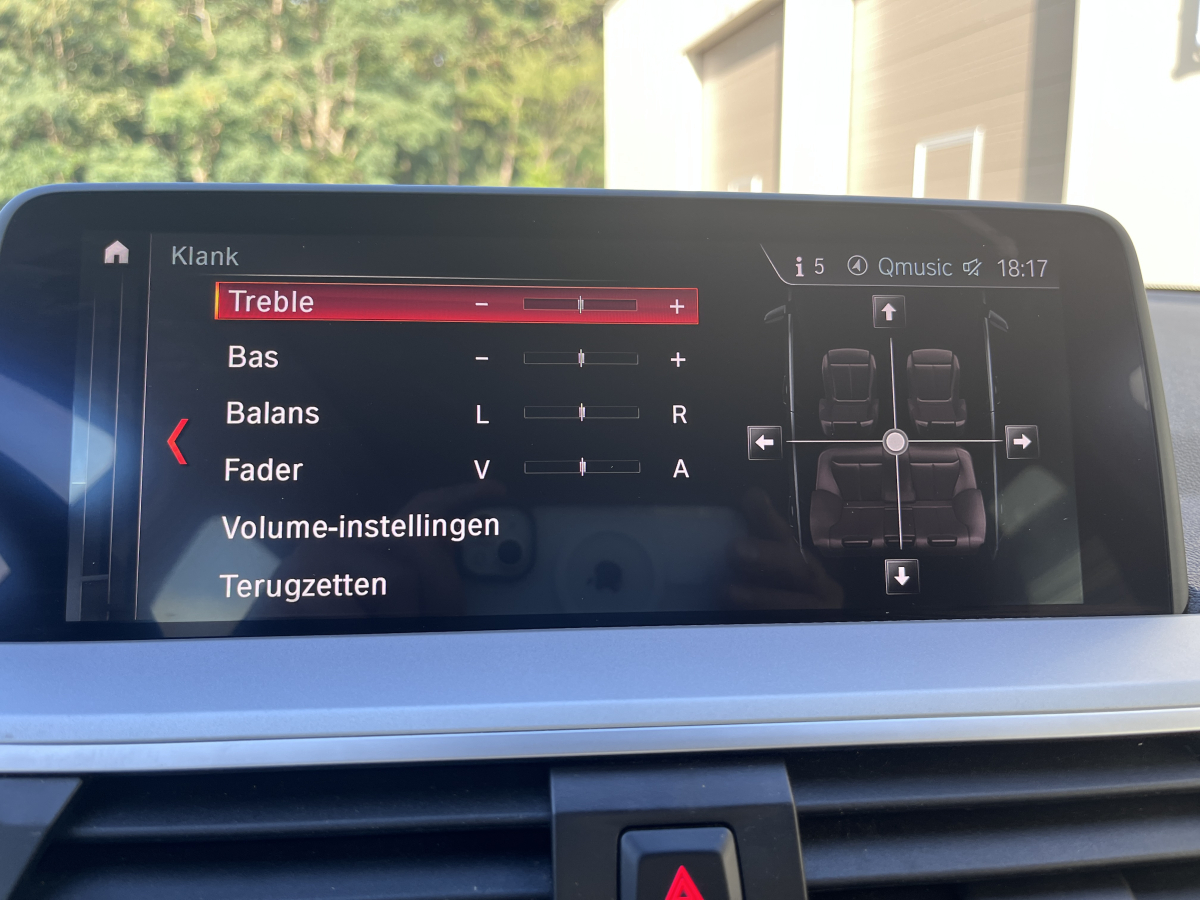 Klank
i 5 Qmusic 18:17
Treble - +
Bas - +
Balans L R
Fader V A
Volume-instellingen
Terugzetten